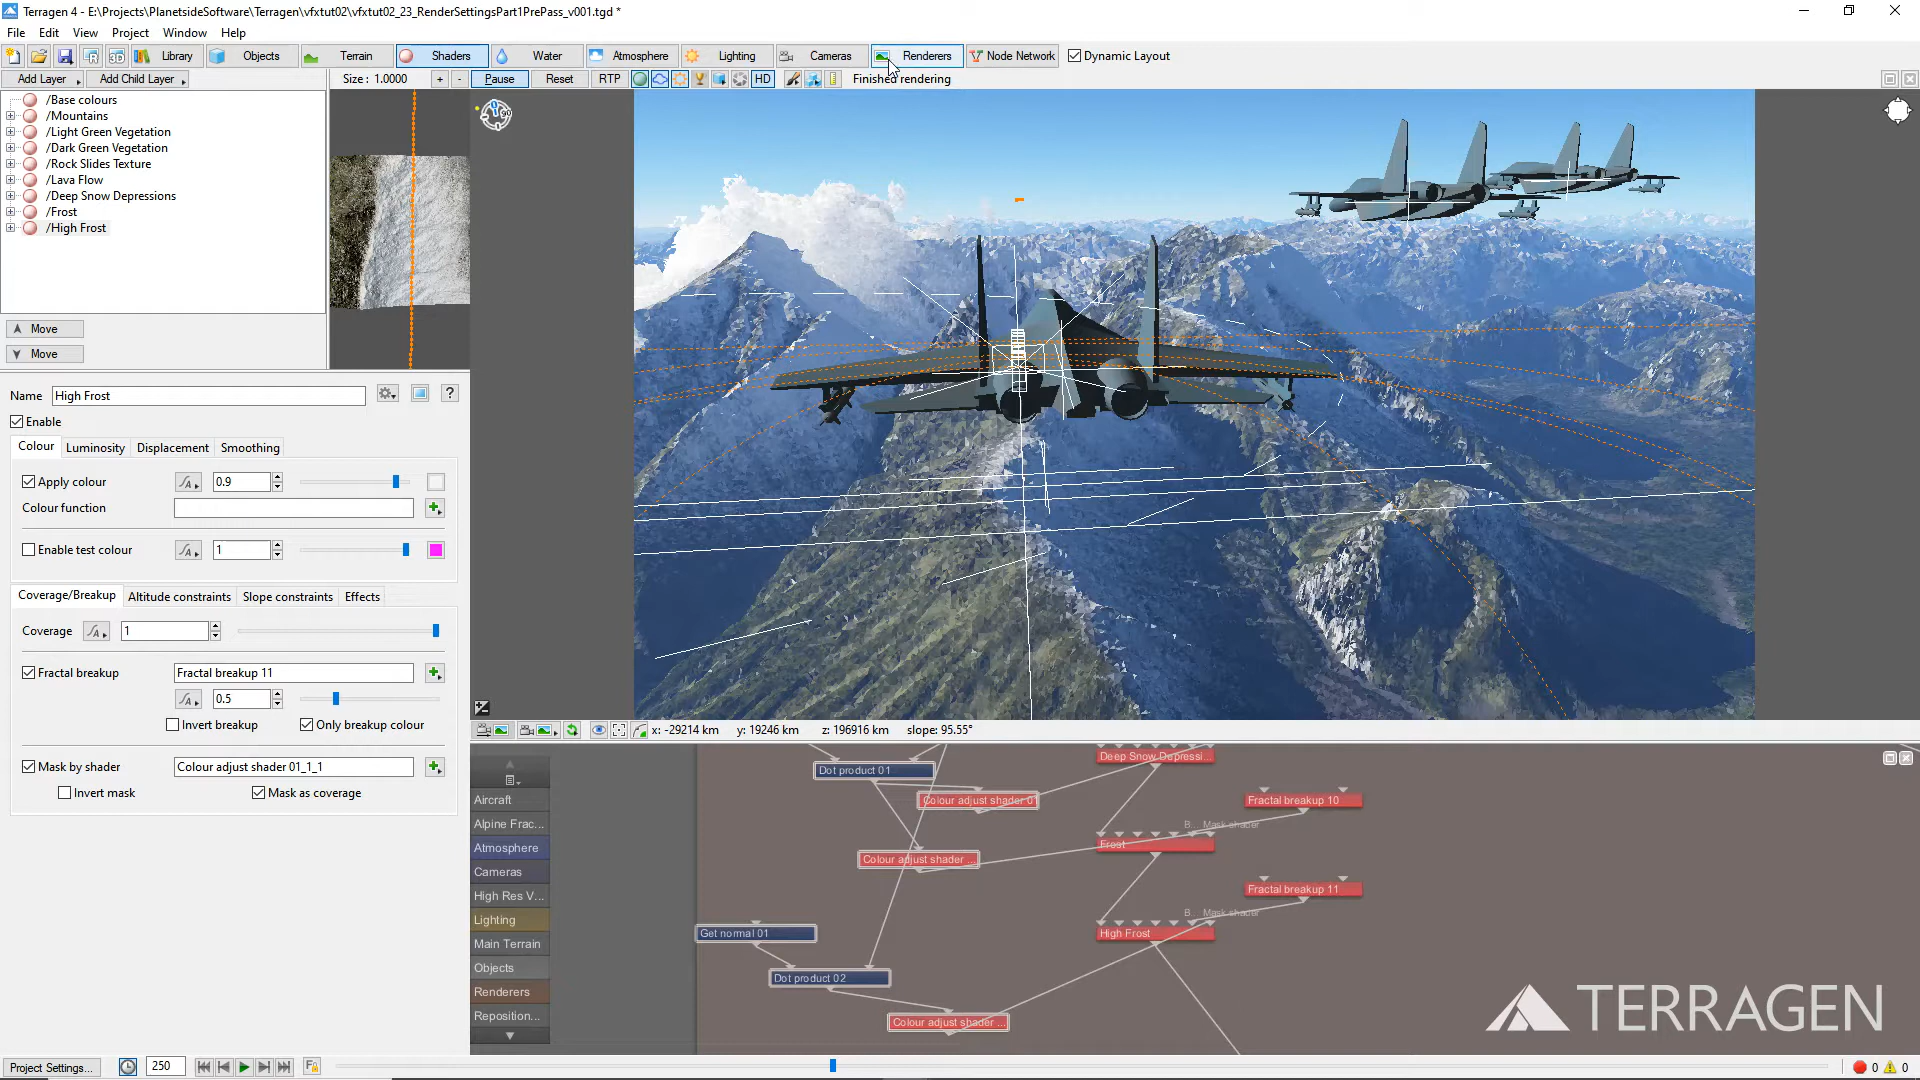 Terragen 4 - E:\Projects\PlanetsideSoftware\Terragen\vfxtut02\vfxtut02_23_RenderSettingsPart1PrePass_v001.tgd *
File Edit View Project Window Help
Library Objects Terrain Shaders Water Atmosphere Lighting Cameras Renderers Node Network Dynamic Layout
Add Layer Add Child Layer Size : 1.0000 + - Pause Reset RTP HD Finished rendering
/Base colours
/Mountains
/Light Green Vegetation
/Dark Green Vegetation
/Rock Slides Texture
/Lava Flow
/Deep Snow Depressions
/Frost
/High Frost
Move
Move
Name High Frost ?
Enable
Colour Luminosity Displacement Smoothing
Apply colour 0.9
Colour function
Enable test colour 1
Coverage/Breakup Altitude constraints Slope constraints Effects
Coverage 1
Fractal breakup Fractal breakup 11
0.5
Invert breakup Only breakup colour
Mask by shader Colour adjust shader 01_1_1
Invert mask Mask as coverage
x: -29214 km y: 19246 km z: 196916 km slope: 95.55°
Aircraft
Alpine Frac...
Atmosphere
Cameras
High Res V...
Lighting
Main Terrain
Objects
Renderers
Reposition...
Deep Snow Depressi...
Dot product 01
Colour adjust shader 01
Fractal breakup 10
B.. Mask shader
Frost
Colour adjust shader ...
Fractal breakup 11
B.. Mask shader
Get normal 01
High Frost
Dot product 02
Colour adjust shader ...
TERRAGEN
Project Settings... 250 0 0